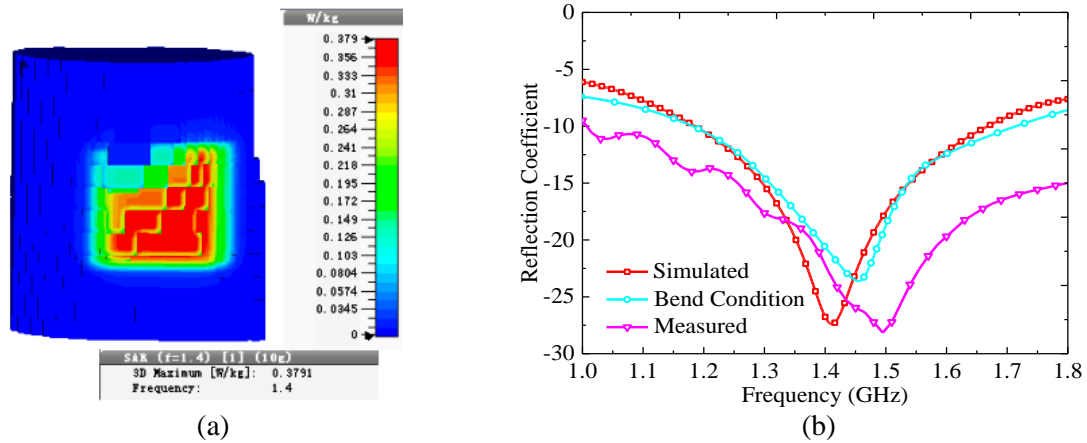 W/kg
0.379
0.356
0.333
0.31
0.287
0.264
0.241
0.218
0.195
0.172
0.149
0.126
0.103
0.0804
0.0574
0.0345
0
SAR (f=1.4) [1] (10g)
3D Maximum [W/kg]: 0.3791
Frequency: 1.4
(a)
Reflection Coefficient
0
-5
-10
-15
-20
-25
-30
Simulated
Bend Condition
Measured
1.0 1.1 1.2 1.3 1.4 1.5 1.6 1.7 1.8
Frequency (GHz)
(b)